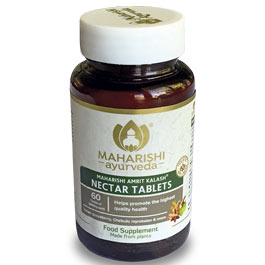 MAHARISHI
ayurveda
MAHARISHI AMRIT KALASH
NECTAR TABLETS
60
Helps promote the highest
quality health
Food Supplement
Made from plants